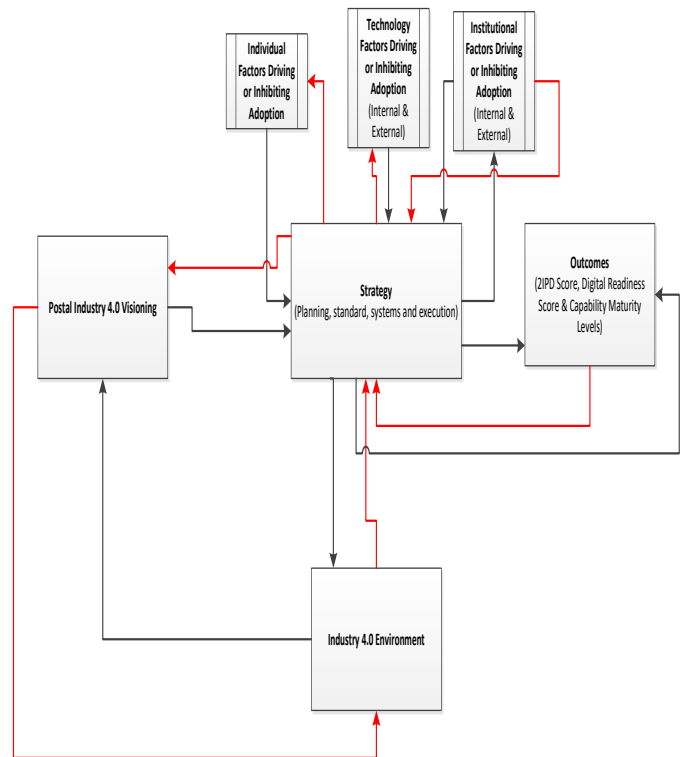 Individual
Factors Driving
or Inhibiting
Adoption
Technology
Factors Driving
or Inhibiting
Adoption
(Internal &
External)
Institutional
Factors Driving
or Inhibiting
Adoption
(Internal &
External)
Postal Industry 4.0 Visioning
Strategy
(Planning, standard, systems and execution)
Outcomes
(2IPD Score, Digital Readiness
Score & Capability Maturity
Levels)
Industry 4.0 Environment